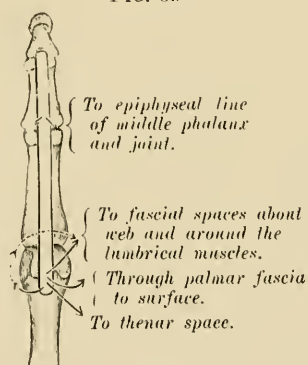 To epiphyseal line
of middle phalanx
and joint.
To fascial spaces about
web and around the
lumbrical muscles.
Through palmar fascia
to surface.
To thenar space.